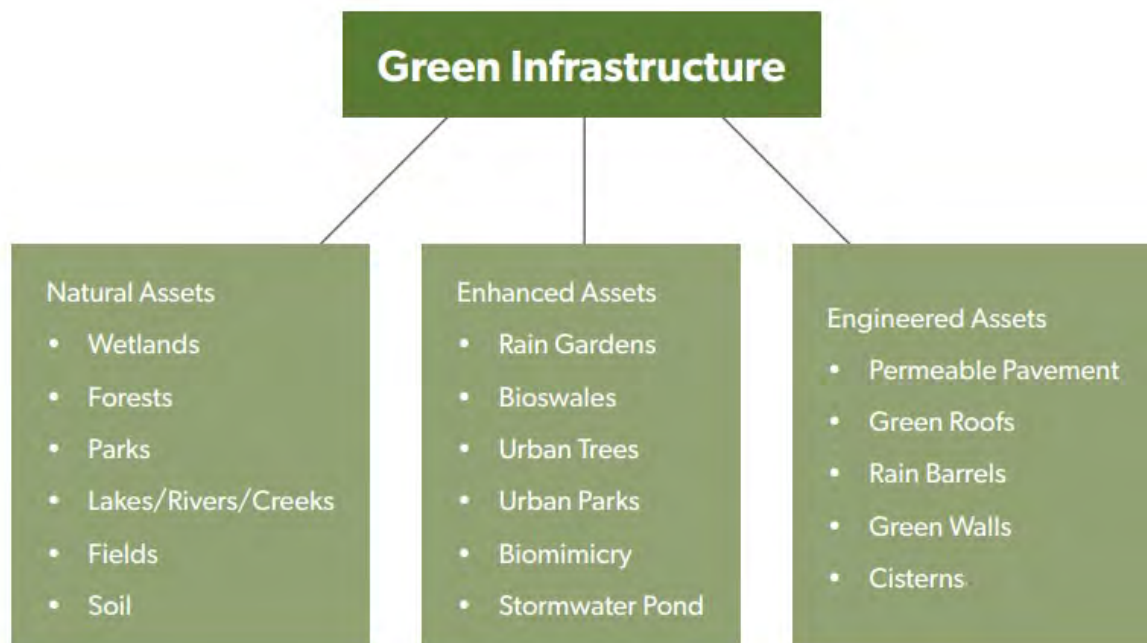 Green Infrastructure
Natural Assets
• Wetlands
• Forests
• Parks
• Lakes/Rivers/Creeks
• Fields
• Soil
Enhanced Assets
• Rain Gardens
• Bioswales
• Urban Trees
• Urban Parks
• Biomimicry
• Stormwater Pond
Engineered Assets
• Permeable Pavement
• Green Roofs
• Rain Barrels
• Green Walls
• Cisterns